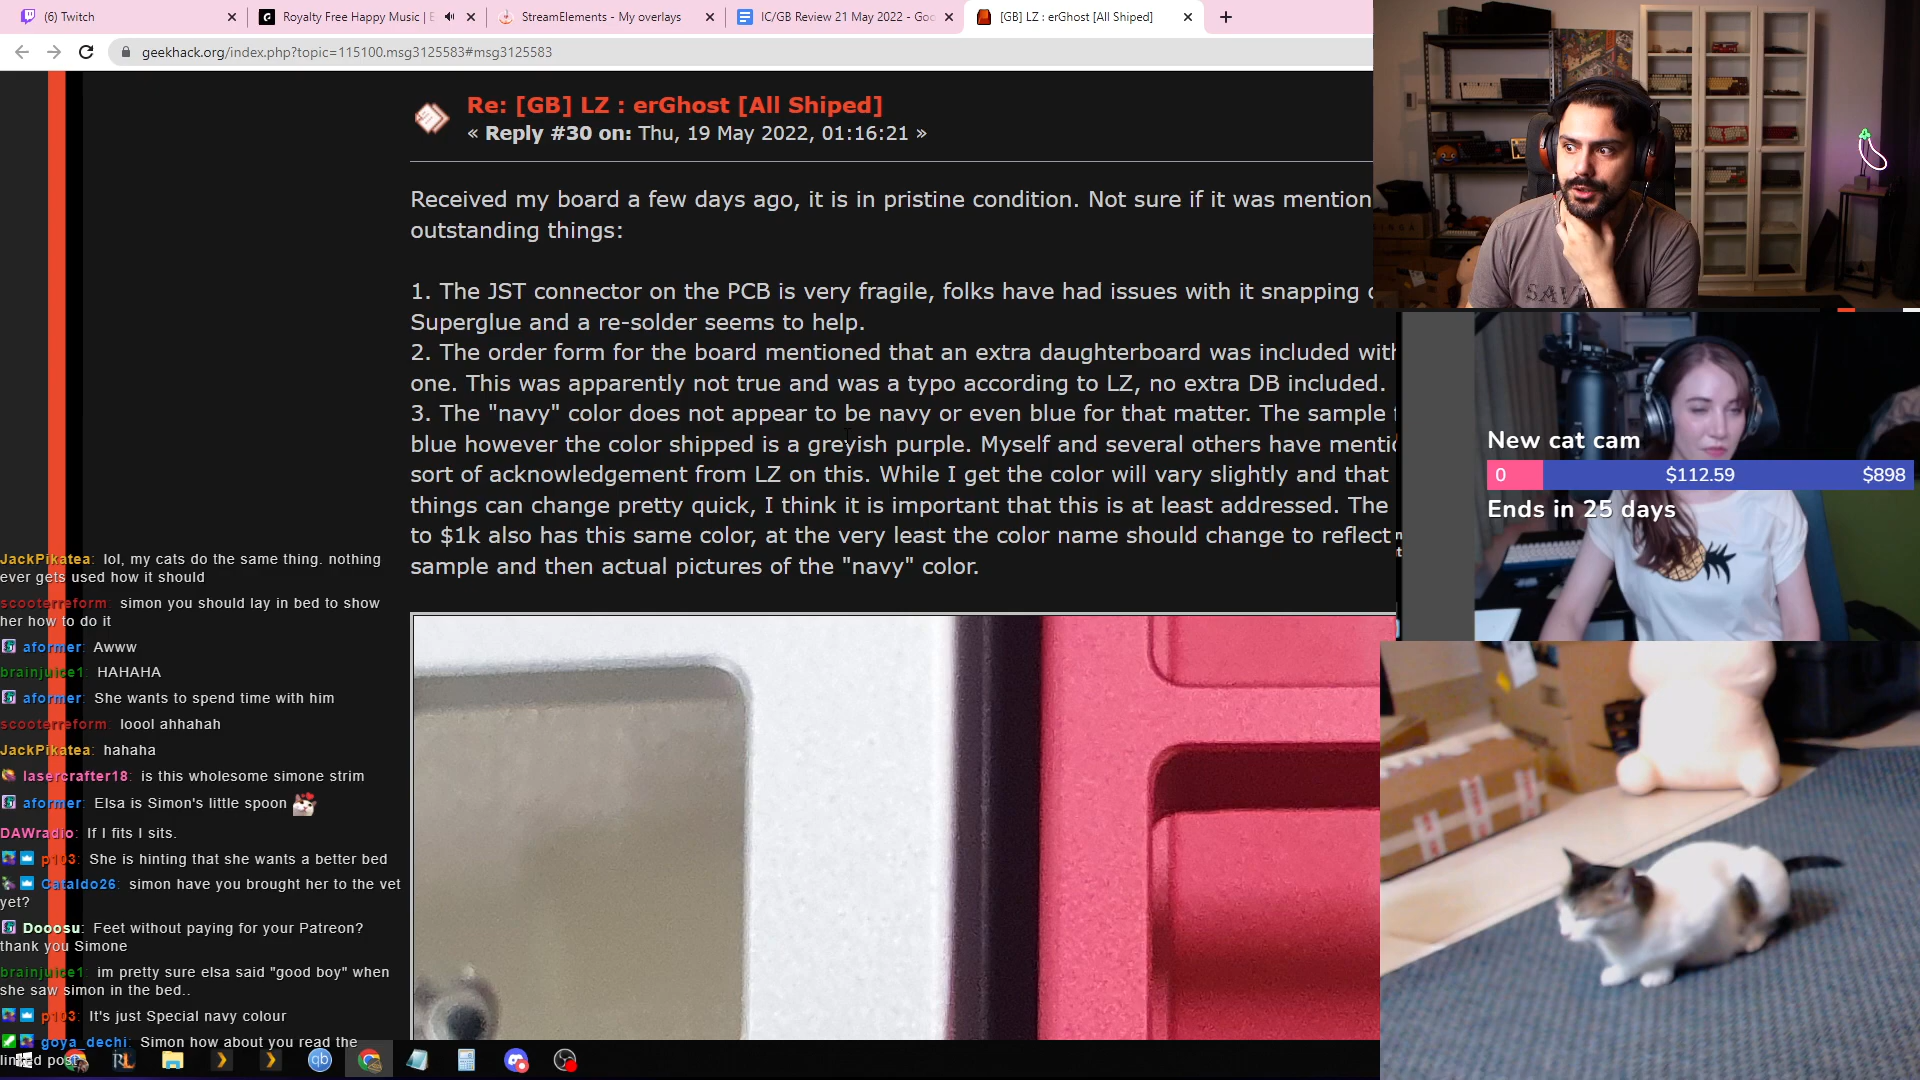 (6) Twitch
Royalty Free Happy Music | E
StreamElements - My overlays
IC/GB Review 21 May 2022 - Goo
[GB] LZ : erGhost [All Shiped]
geekhack.org/index.php?topic=115100.msg3125583#msg3125583
Re: [GB] LZ : erGhost [All Shiped]
« Reply #30 on: Thu, 19 May 2022, 01:16:21 »
Received my board a few days ago, it is in pristine condition. Not sure if it was mention
outstanding things:
1. The JST connector on the PCB is very fragile, folks have had issues with it snapping
Superglue and a re-solder seems to help.
2. The order form for the board mentioned that an extra daughterboard was included with
one. This was apparently not true and was a typo according to LZ, no extra DB included.
3. The "navy" color does not appear to be navy or even blue for that matter. The sample
blue however the color shipped is a greyish purple. Myself and several others have mentio
sort of acknowledgement from LZ on this. While I get the color will vary slightly and that
things can change pretty quick, I think it is important that this is at least addressed. The
to $1k also has this same color, at the very least the color name should change to reflect
sample and then actual pictures of the "navy" color.
New cat cam
0 $112.59 $898
Ends in 25 days
JackPikatea: lol, my cats do the same thing. nothing
ever gets used how it should
scooterreform: simon you should lay in bed to show
her how to do it
aformer: Awww
brainjuice1: HAHAHA
aformer: She wants to spend time with him
scooterreform: loool ahhahah
JackPikatea: hahaha
lasercrafter18: is this wholesome simone strim
aformer: Elsa is Simon's little spoon
DAWradio: If I fits I sits.
p103: She is hinting that she wants a better bed
Cataldo26: simon have you brought her to the vet
yet?
Dooosu: Feet without paying for your Patreon?
thank you Simone
brainjuice1: im pretty sure elsa said "good boy" when
she saw simon in the bed..
p103: It's just Special navy colour
goya_dechi: Simon how about you read the
linked post